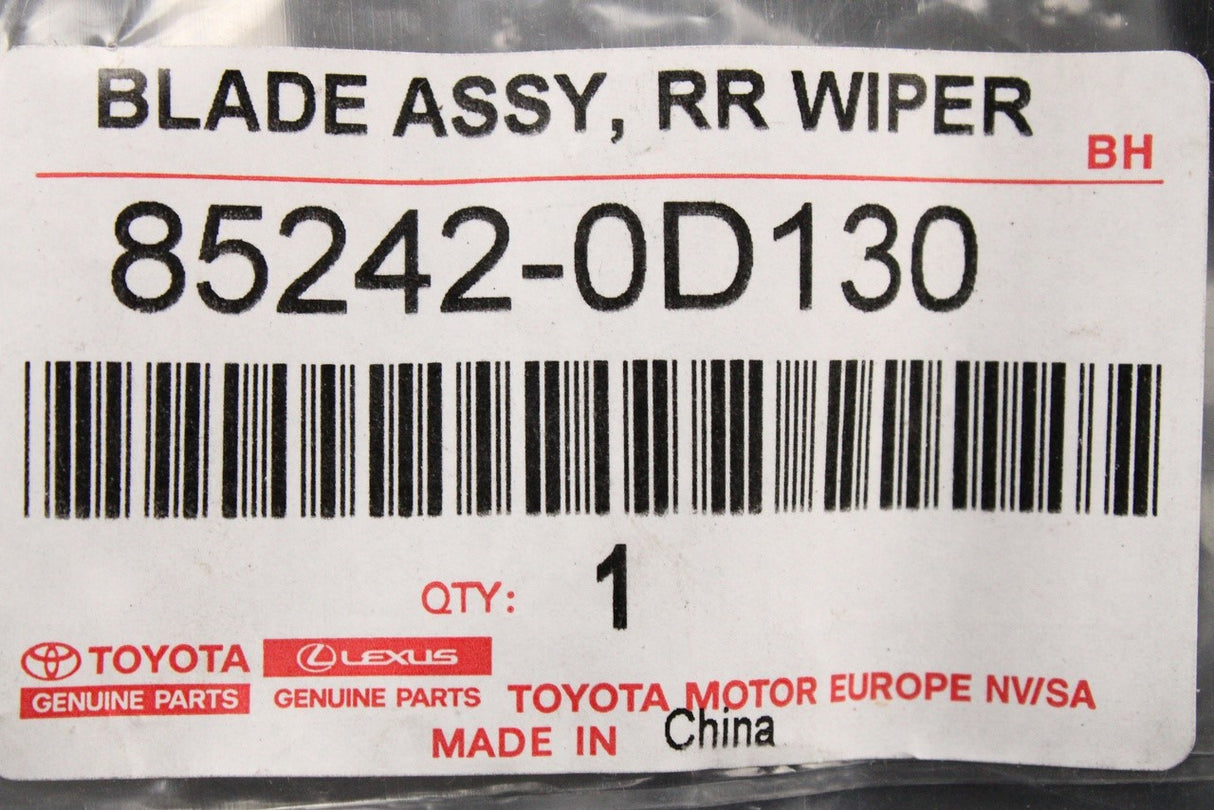 BLADE ASSY, RR WIPER
BH
85242-0D130
QTY: 1
TOYOTA LEXUS
GENUINE PARTS GENUINE PARTS TOYOTA MOTOR EUROPE NV/SA
MADE IN China